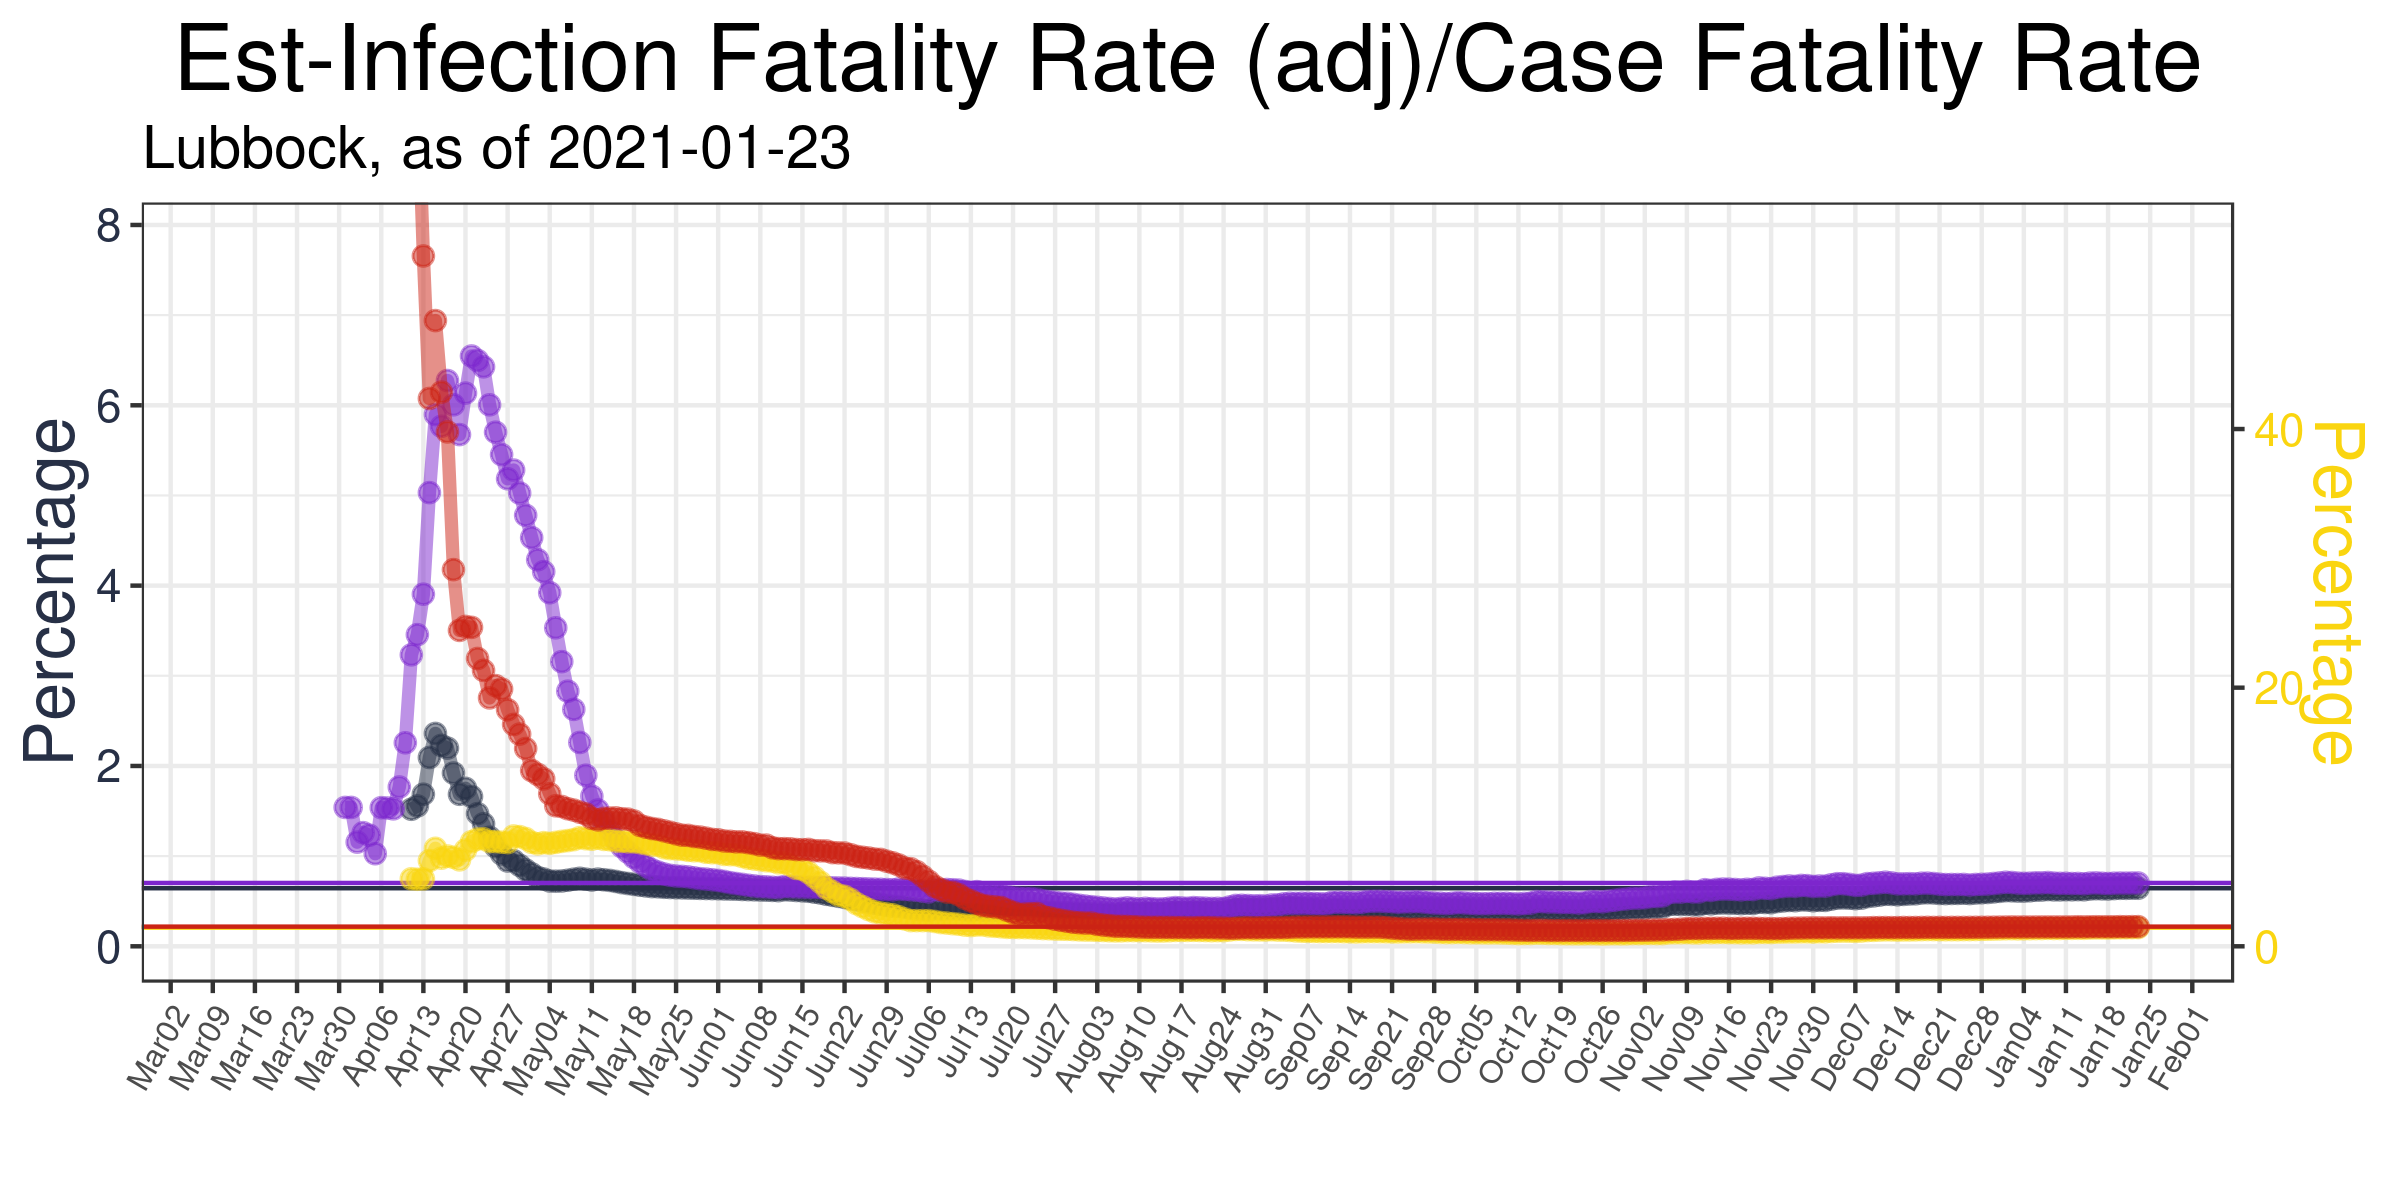 Est-Infection Fatality Rate (adj)/Case Fatality Rate
Lubbock, as of 2021-01-23
Percentage
8
6
4
2
0
40
20
0
Percentage
Mar02
Mar09
Mar16
Mar23
Mar30
Apr06
Apr13
Apr20
Apr27
May04
May11
May18
May25
Jun01
Jun08
Jun15
Jun22
Jun29
Jul06
Jul13
Jul20
Jul27
Aug03
Aug10
Aug17
Aug24
Aug31
Sep07
Sep14
Sep21
Sep28
Oct05
Oct12
Oct19
Oct26
Nov02
Nov09
Nov16
Nov23
Nov30
Dec07
Dec14
Dec21
Dec28
Jan04
Jan11
Jan18
Jan25
Feb01